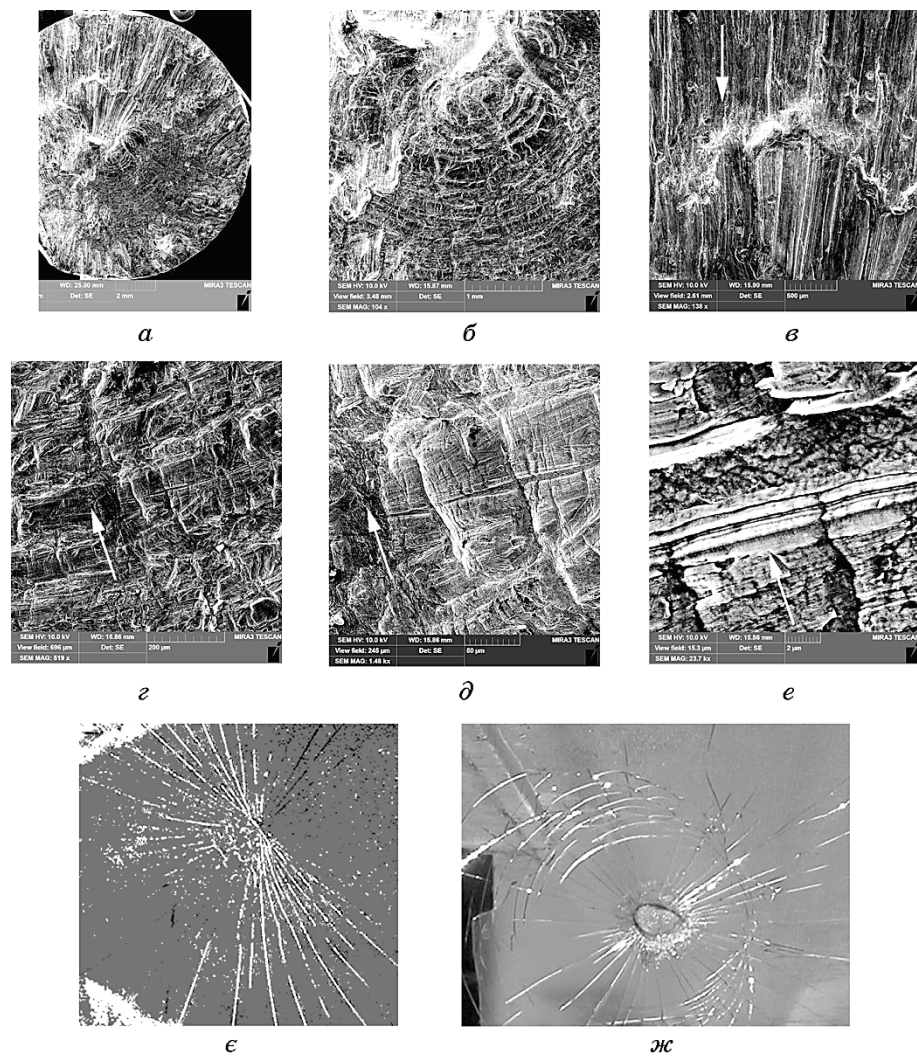 WD: 25.00 mm
m Det: SE 2 mm MIRA3 TESCAN
а
SEM HV: 10.0 kV WD: 15.87 mm MIRA3 TESCAN
View field: 3.48 mm Det: SE 1 mm
SEM MAG: 104 x
б
SEM HV: 10.0 kV WD: 15.90 mm MIRA3 TESCAN
View field: 2.61 mm Det: SE 500 µm
SEM MAG: 138 x
в
SEM HV: 10.0 kV WD: 15.86 mm MIRA3 TESCAN
View field: 696 µm Det: SE 200 µm
SEM MAG: 519 x
г
SEM HV: 10.0 kV WD: 15.86 mm MIRA3 TESCAN
View field: 245 µm Det: SE 50 µm
SEM MAG: 1.48 kx
д
SEM HV: 10.0 kV WD: 15.86 mm MIRA3 TESCAN
View field: 15.3 µm Det: SE 2 µm
SEM MAG: 23.7 kx
е
є
ж